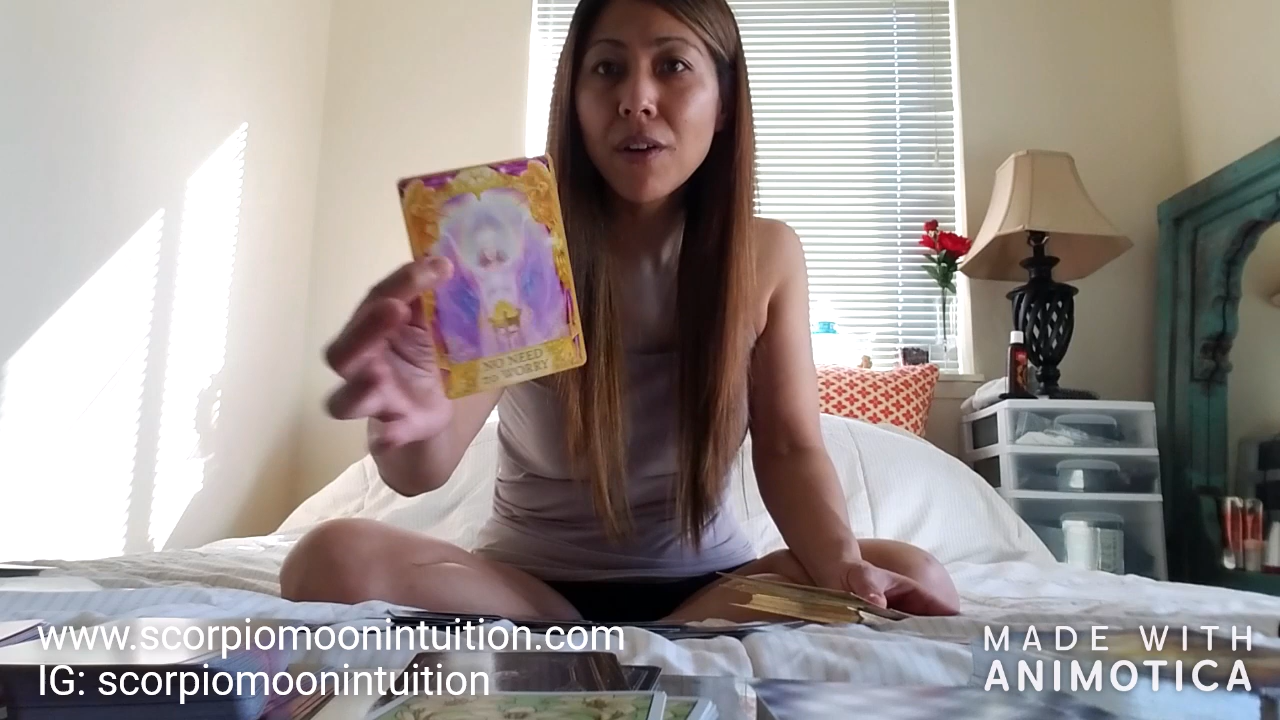 NO NEED
TO WORRY
www.scorpiomoonintuition.com
IG: scorpiomoonintuition
MADE WITH
ANIMOTICA